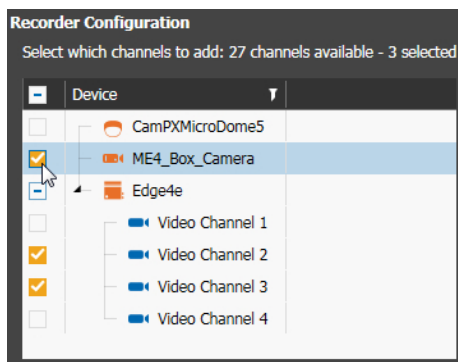 Recorder Configuration
Select which channels to add: 27 channels available - 3 selected
Device
CamPXMicroDome5
ME4_Box_Camera
Edge4e
Video Channel 1
Video Channel 2
Video Channel 3
Video Channel 4